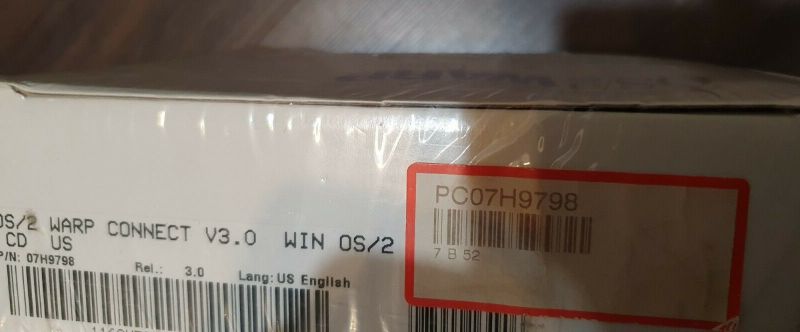 OS/2 WARP CONNECT V3.0 WIN OS/2
CD US
P/N: 07H9798 Rel.: 3.0 Lang: US English
PC07H9798
7 B 52